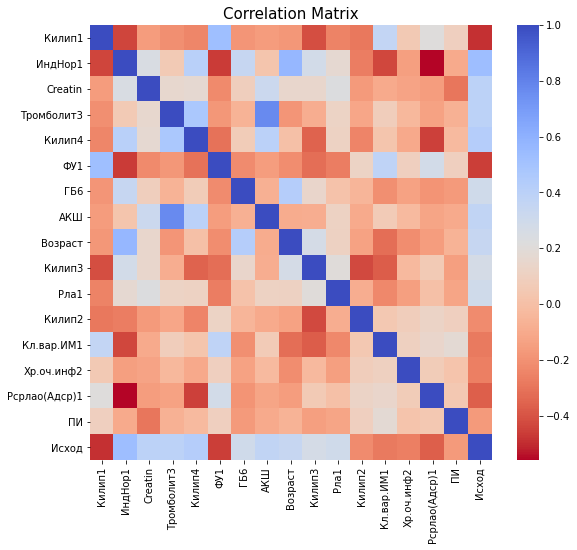 Correlation Matrix
Килип1
ИндНор1
Creatin
Тромболит3
Килип4
ФУ1
ГБ6
АКШ
Возраст
Килип3
Рла1
Килип2
Кл.вар.ИМ1
Хр.оч.инф2
Рсрлао(Адср)1
ПИ
Исход
Килип1
ИндНор1
Creatin
Тромболит3
Килип4
ФУ1
ГБ6
АКШ
Возраст
Килип3
Рла1
Килип2
Кл.вар.ИМ1
Хр.оч.инф2
Рсрлао(Адср)1
ПИ
Исход
1.0
0.8
0.6
0.4
0.2
0.0
−0.2
−0.4